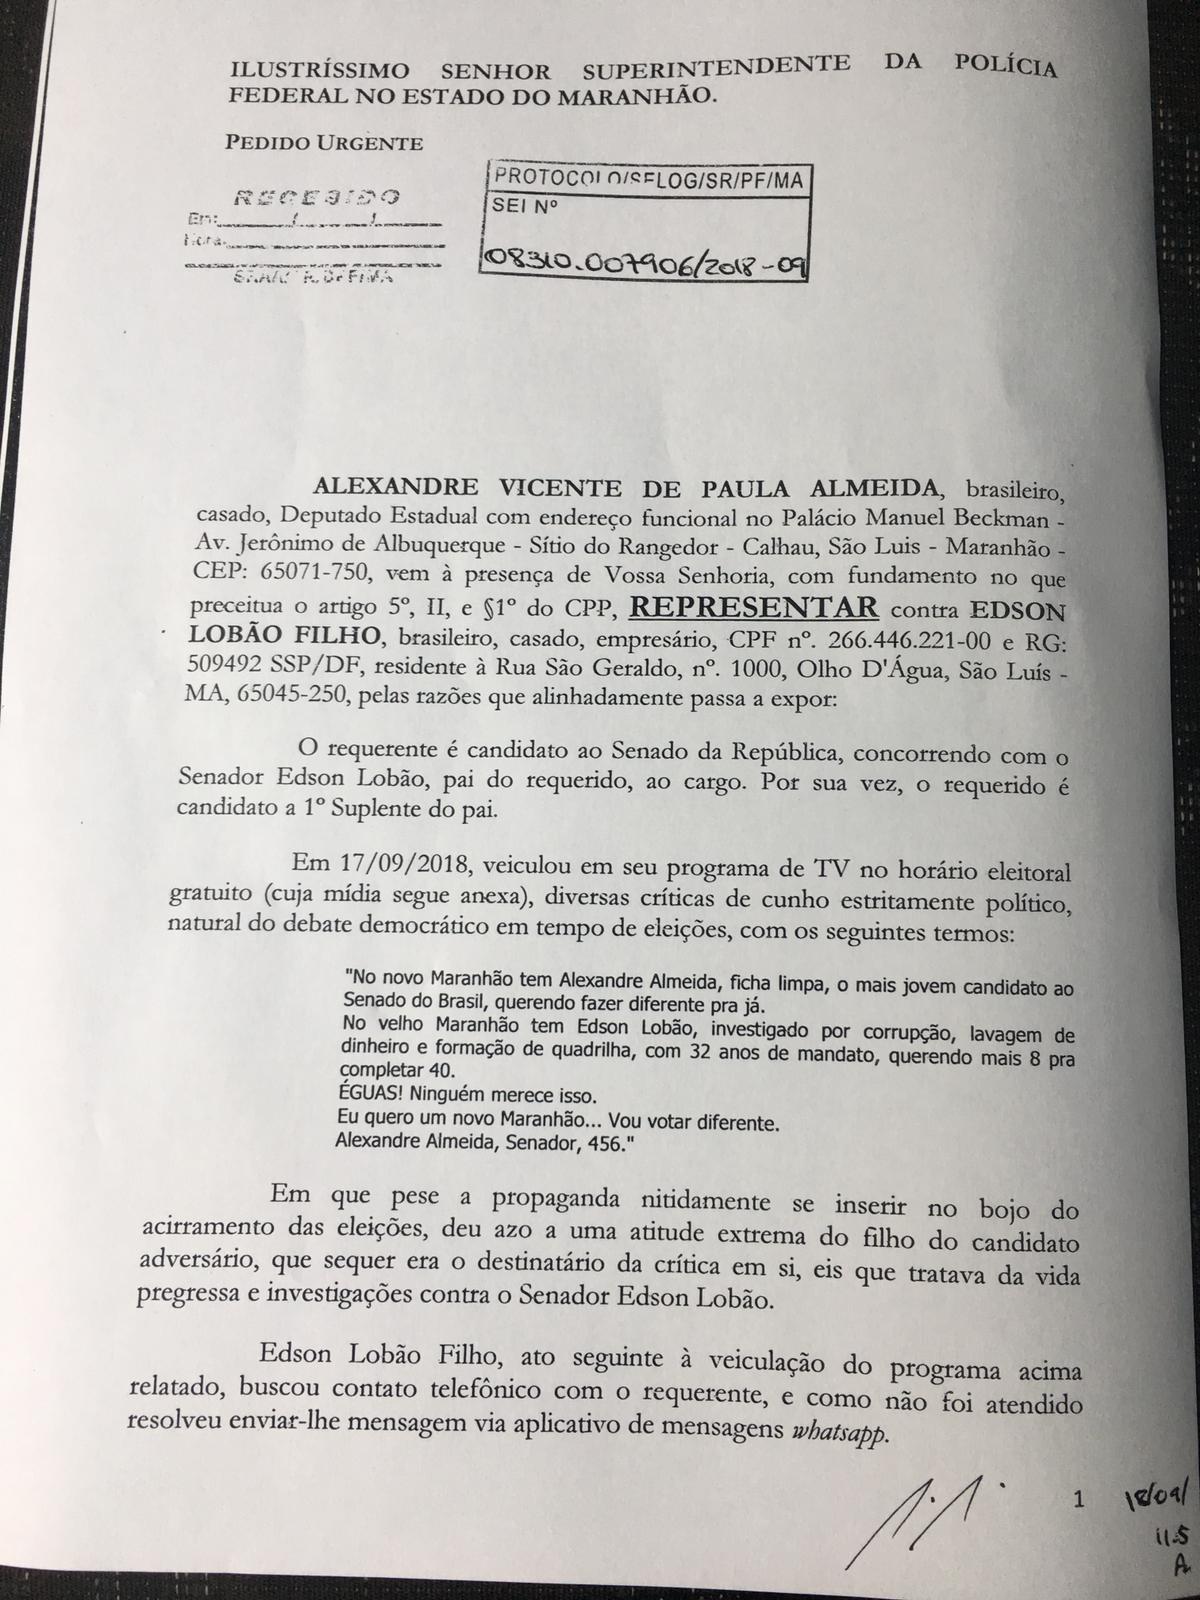 ILUSTRÍSSIMO SENHOR SUPERINTENDENTE DA POLÍCIA
FEDERAL NO ESTADO DO MARANHÃO.
PEDIDO URGENTE
RECEBIDO
Em: / /
Hora:
PROTOCOLO/SELOG/SR/PF/MA
SEI Nº
08310.007906/2018-09
ALEXANDRE VICENTE DE PAULA ALMEIDA, brasileiro,
casado, Deputado Estadual com endereço funcional no Palácio Manuel Beckman -
Av. Jerônimo de Albuquerque - Sítio do Rangedor - Calhau, São Luis - Maranhão -
CEP: 65071-750, vem à presença de Vossa Senhoria, com fundamento no que
preceitua o artigo 5º, II, e §1º do CPP, REPRESENTAR contra EDSON
LOBÃO FILHO, brasileiro, casado, empresário, CPF nº. 266.446.221-00 e RG:
509492 SSP/DF, residente à Rua São Geraldo, nº. 1000, Olho D'Água, São Luís -
MA, 65045-250, pelas razões que alinhadamente passa a expor:
O requerente é candidato ao Senado da República, concorrendo com o
Senador Edson Lobão, pai do requerido, ao cargo. Por sua vez, o requerido é
candidato a 1º Suplente do pai.
Em 17/09/2018, veiculou em seu programa de TV no horário eleitoral
gratuito (cuja mídia segue anexa), diversas críticas de cunho estritamente político,
natural do debate democrático em tempo de eleições, com os seguintes termos:
"No novo Maranhão tem Alexandre Almeida, ficha limpa, o mais jovem candidato ao
Senado do Brasil, querendo fazer diferente pra já.
No velho Maranhão tem Edson Lobão, investigado por corrupção, lavagem de
dinheiro e formação de quadrilha, com 32 anos de mandato, querendo mais 8 pra
completar 40.
ÉGUAS! Ninguém merece isso.
Eu quero um novo Maranhão... Vou votar diferente.
Alexandre Almeida, Senador, 456."
Em que pese a propaganda nitidamente se inserir no bojo do
acirramento das eleições, deu azo a uma atitude extrema do filho do candidato
adversário, que sequer era o destinatário da crítica em si, eis que tratava da vida
pregressa e investigações contra o Senador Edson Lobão.
Edson Lobão Filho, ato seguinte à veiculação do programa acima
relatado, buscou contato telefônico com o requerente, e como não foi atendido
resolveu enviar-lhe mensagem via aplicativo de mensagens whatsapp.
1
18/09/
11.5
A